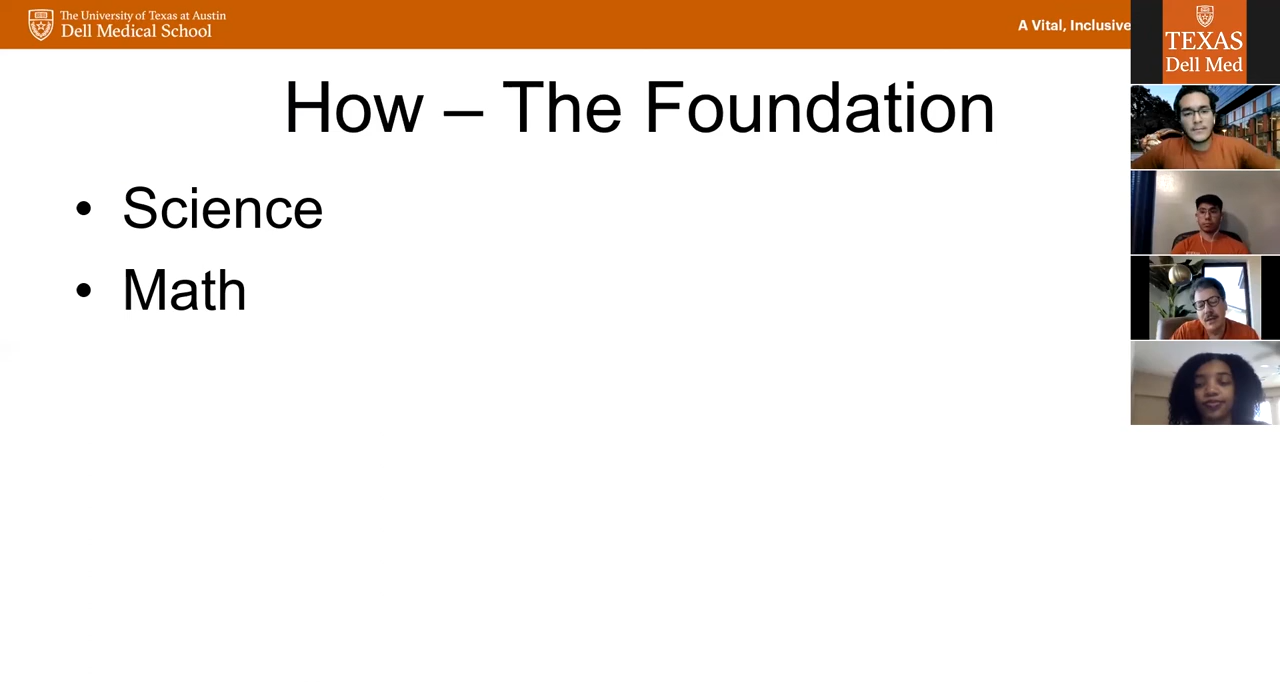 The University of Texas at Austin
Dell Medical School
A Vital, Inclusive
TEXAS
Dell Med
How – The Foundation
• Science
• Math